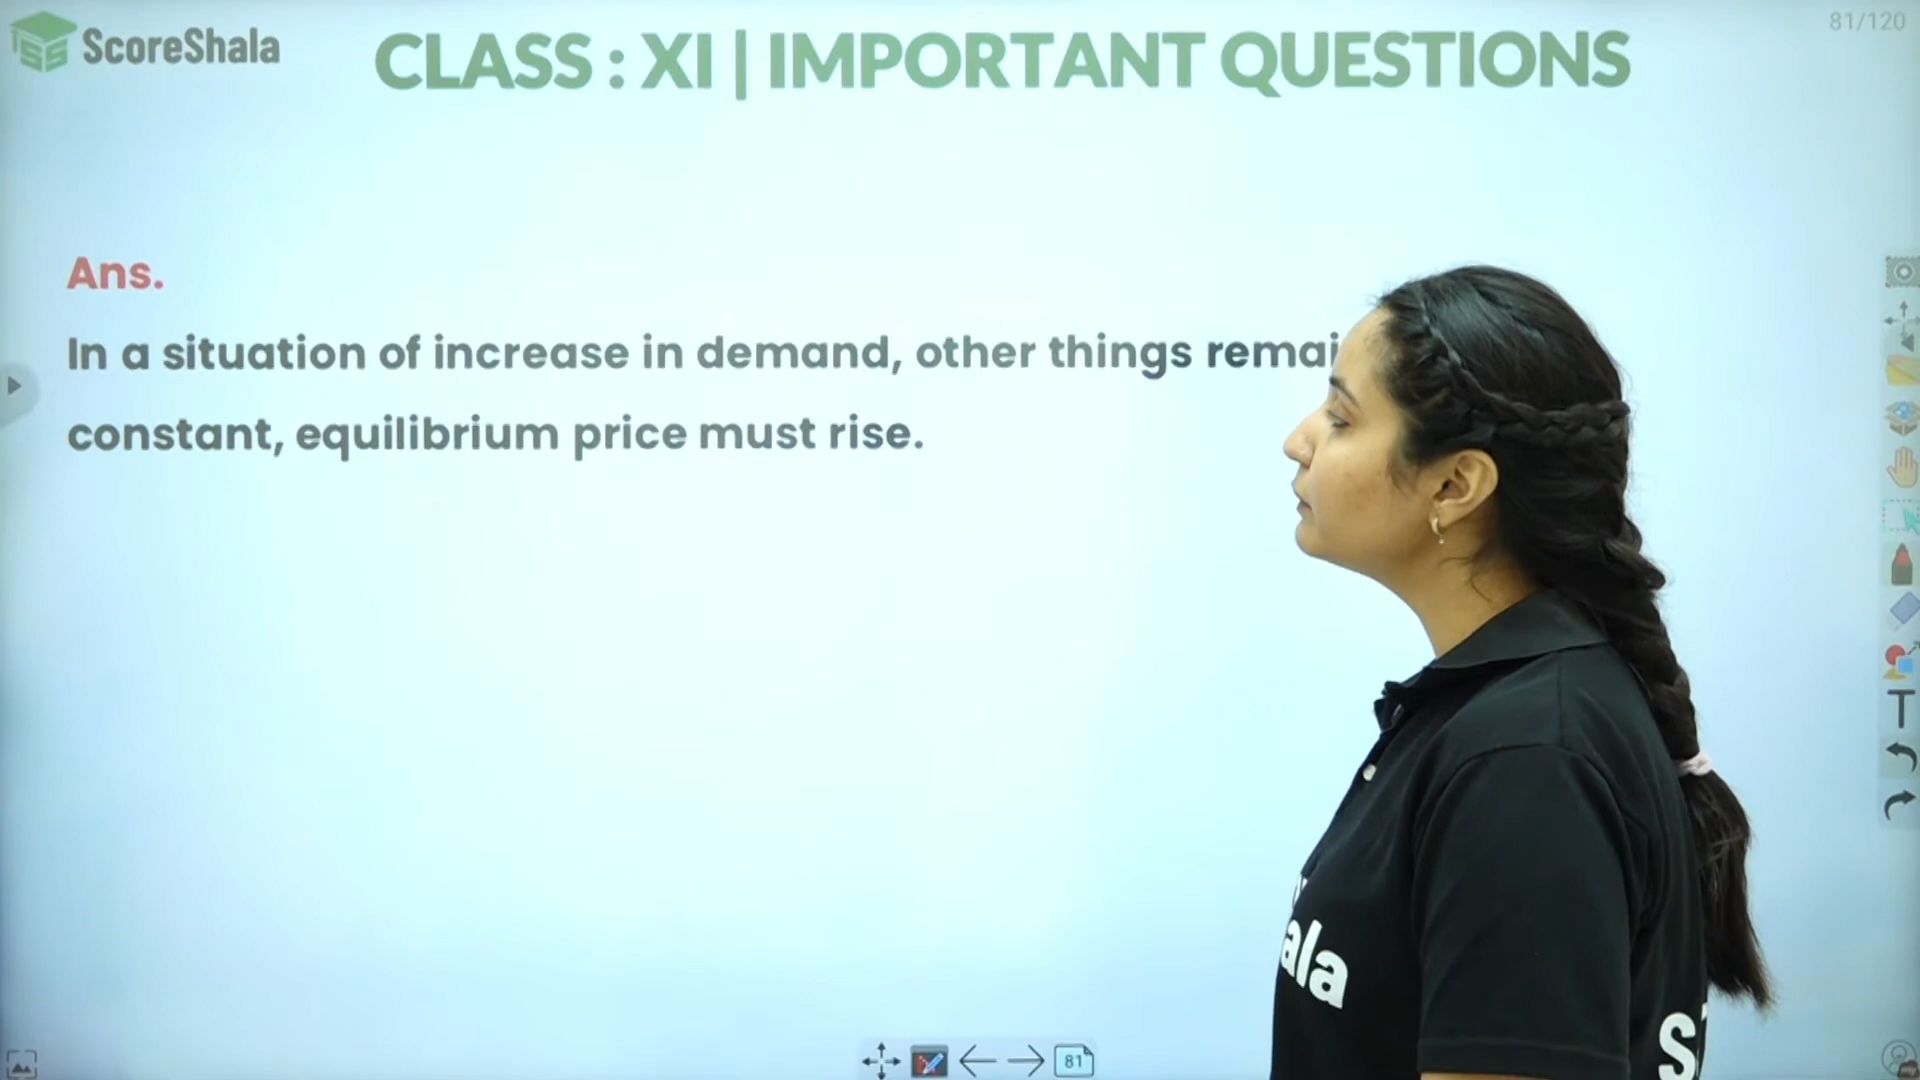 81/120
ScoreShala
CLASS : XI | IMPORTANT QUESTIONS
Ans.
In a situation of increase in demand, other things
constant, equilibrium price must rise.
81